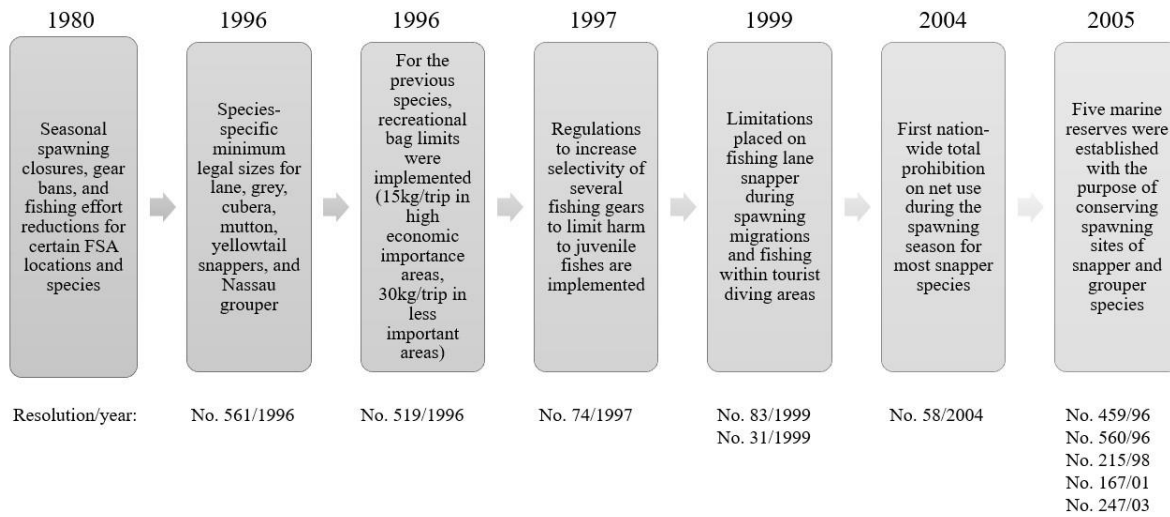 1980
Seasonal
spawning
closures, gear
bans, and
fishing effort
reductions for
certain FSA
locations and
species
1996
Species-
specific
minimum
legal sizes for
lane, grey,
cubera,
mutton,
yellowtail
snappers, and
Nassau
grouper
1996
For the
previous
species,
recreational
bag limits
were
implemented
(15kg/trip in
high
economic
importance
areas,
30kg/trip in
less
important
areas)
1997
Regulations
to increase
selectivity of
several
fishing gears
to limit harm
to juvenile
fishes are
implemented
1999
Limitations
placed on
fishing lane
snapper
during
spawning
migrations
and fishing
within tourist
diving areas
2004
First nation-
wide total
prohibition
on net use
during the
spawning
season for
most snapper
species
2005
Five marine
reserves were
established
with the
purpose of
conserving
spawning
sites of
snapper and
grouper
species
Resolution/year:
No. 561/1996
No. 519/1996
No. 74/1997
No. 83/1999
No. 31/1999
No. 58/2004
No. 459/96
No. 560/96
No. 215/98
No. 167/01
No. 247/03